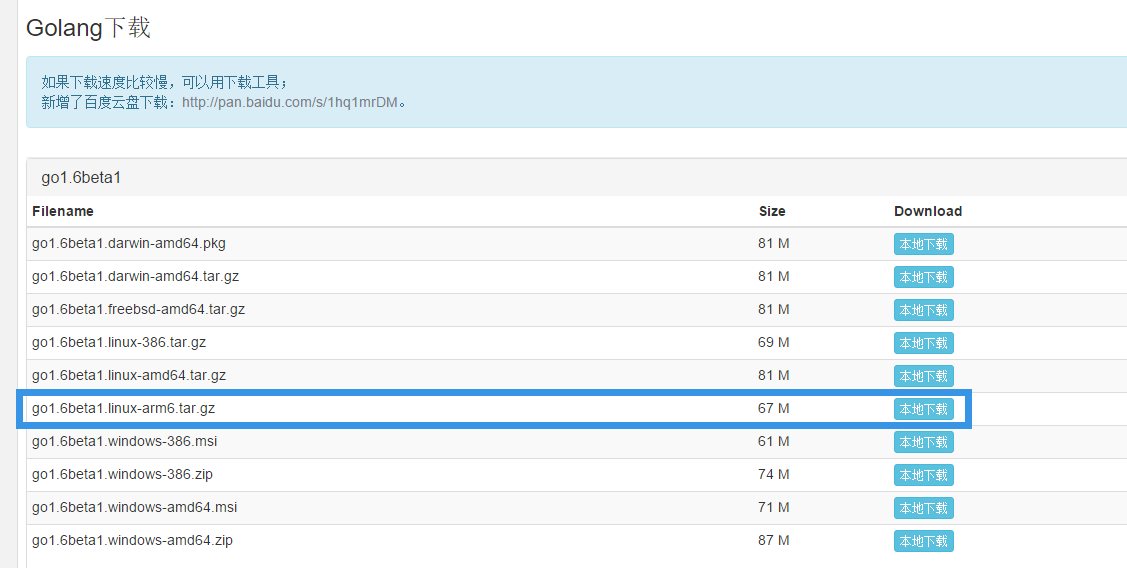 Golang下载
如果下载速度比较慢，可以用下载工具；
新增了百度云盘下载：http://pan.baidu.com/s/1hq1mrDM。
go1.6beta1
Filename Size Download
go1.6beta1.darwin-amd64.pkg 81 M 本地下载
go1.6beta1.darwin-amd64.tar.gz 81 M 本地下载
go1.6beta1.freebsd-amd64.tar.gz 81 M 本地下载
go1.6beta1.linux-386.tar.gz 69 M 本地下载
go1.6beta1.linux-amd64.tar.gz 81 M 本地下载
go1.6beta1.linux-arm6.tar.gz 67 M 本地下载
go1.6beta1.windows-386.msi 61 M 本地下载
go1.6beta1.windows-386.zip 74 M 本地下载
go1.6beta1.windows-amd64.msi 71 M 本地下载
go1.6beta1.windows-amd64.zip 87 M 本地下载